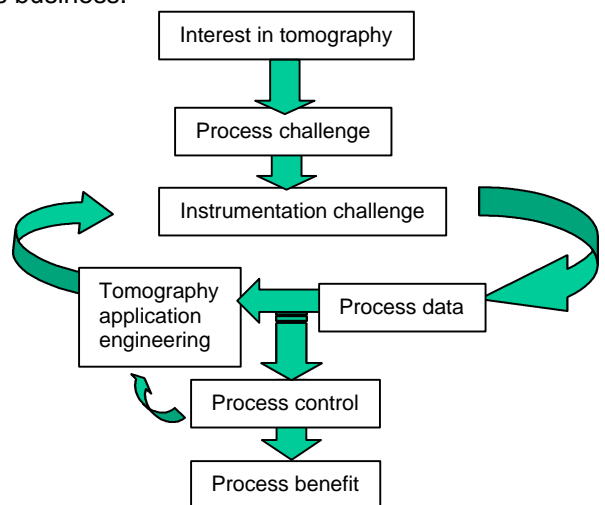 s business.
Interest in tomography
Process challenge
Instrumentation challenge
Tomography
application
engineering
Process data
Process control
Process benefit